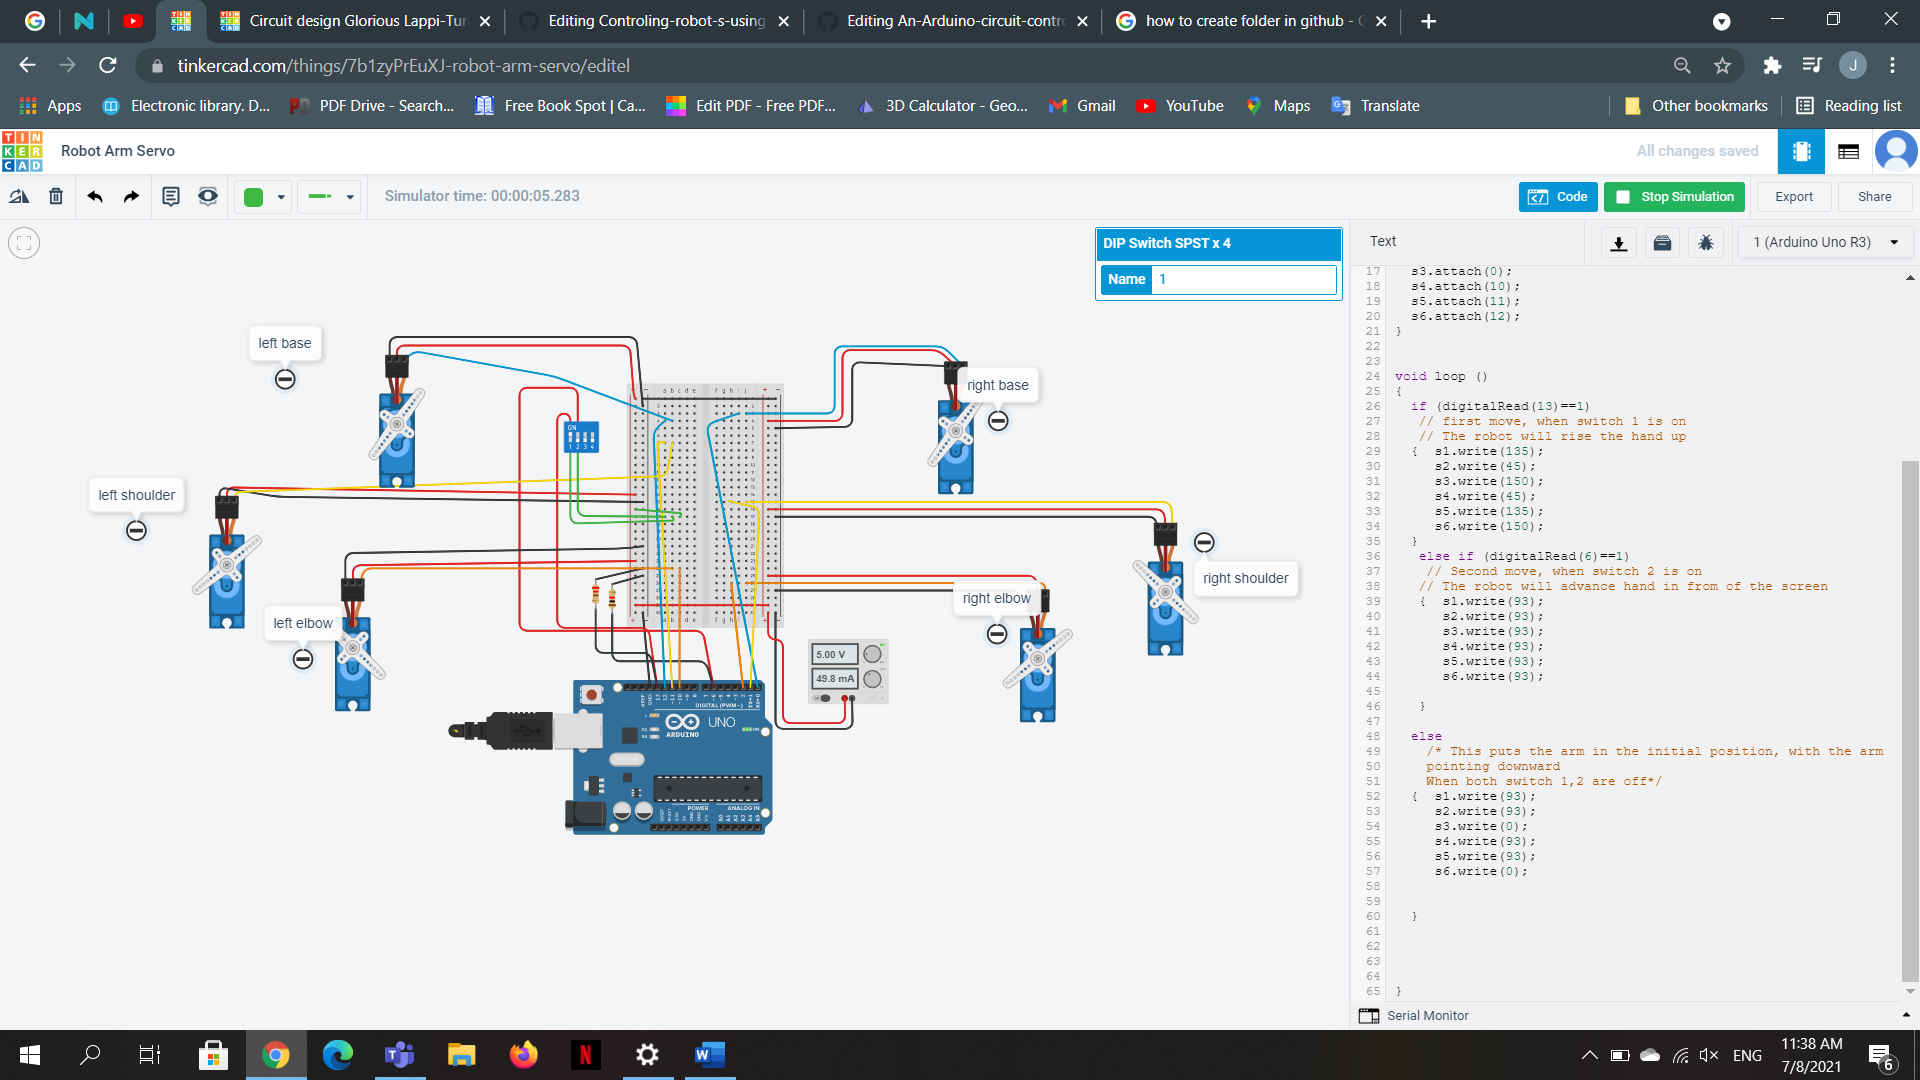 Circuit design Glorious Lappi-Tur
Editing Controling-robot-s-using
Editing An-Arduino-circuit-contr
how to create folder in github - G
tinkercad.com/things/7b1zyPrEuXJ-robot-arm-servo/editel
J
Apps
Electronic library. D...
PDF Drive - Search...
Free Book Spot | Ca...
Edit PDF - Free PDF...
3D Calculator - Geo...
Gmail
YouTube
Maps
Translate
Other bookmarks
Reading list
TIN
KER
CAD
Robot Arm Servo
All changes saved
Simulator time: 00:00:05.283
Code
Stop Simulation
Export
Share
DIP Switch SPST x 4
Name 1
Text
1 (Arduino Uno R3)
left base
right base
left shoulder
right shoulder
left elbow
right elbow
ON
1 2 3 4
5.00 V
49.8 mA
DIGITAL (PWM~)
UNO
ARDUINO
POWER
ANALOG IN
17 s3.attach(0);
18 s4.attach(10);
19 s5.attach(11);
20 s6.attach(12);
21 }
22
23
24 void loop ()
25 {
26 if (digitalRead(13)==1)
27 // first move, when switch 1 is on
28 // The robot will rise the hand up
29 { s1.write(135);
30 s2.write(45);
31 s3.write(150);
32 s4.write(45);
33 s5.write(135);
34 s6.write(150);
35 }
36 else if (digitalRead(6)==1)
37 // Second move, when switch 2 is on
38 // The robot will advance hand in from of the screen
39 { s1.write(93);
40 s2.write(93);
41 s3.write(93);
42 s4.write(93);
43 s5.write(93);
44 s6.write(93);
45
46 }
47
48 else
49 /* This puts the arm in the initial position, with the arm
50 pointing downward
51 When both switch 1,2 are off*/
52 { s1.write(93);
53 s2.write(93);
54 s3.write(0);
55 s4.write(93);
56 s5.write(93);
57 s6.write(0);
58
59
60 }
61
62
63
64
65 }
Serial Monitor
ENG
11:38 AM
7/8/2021
6